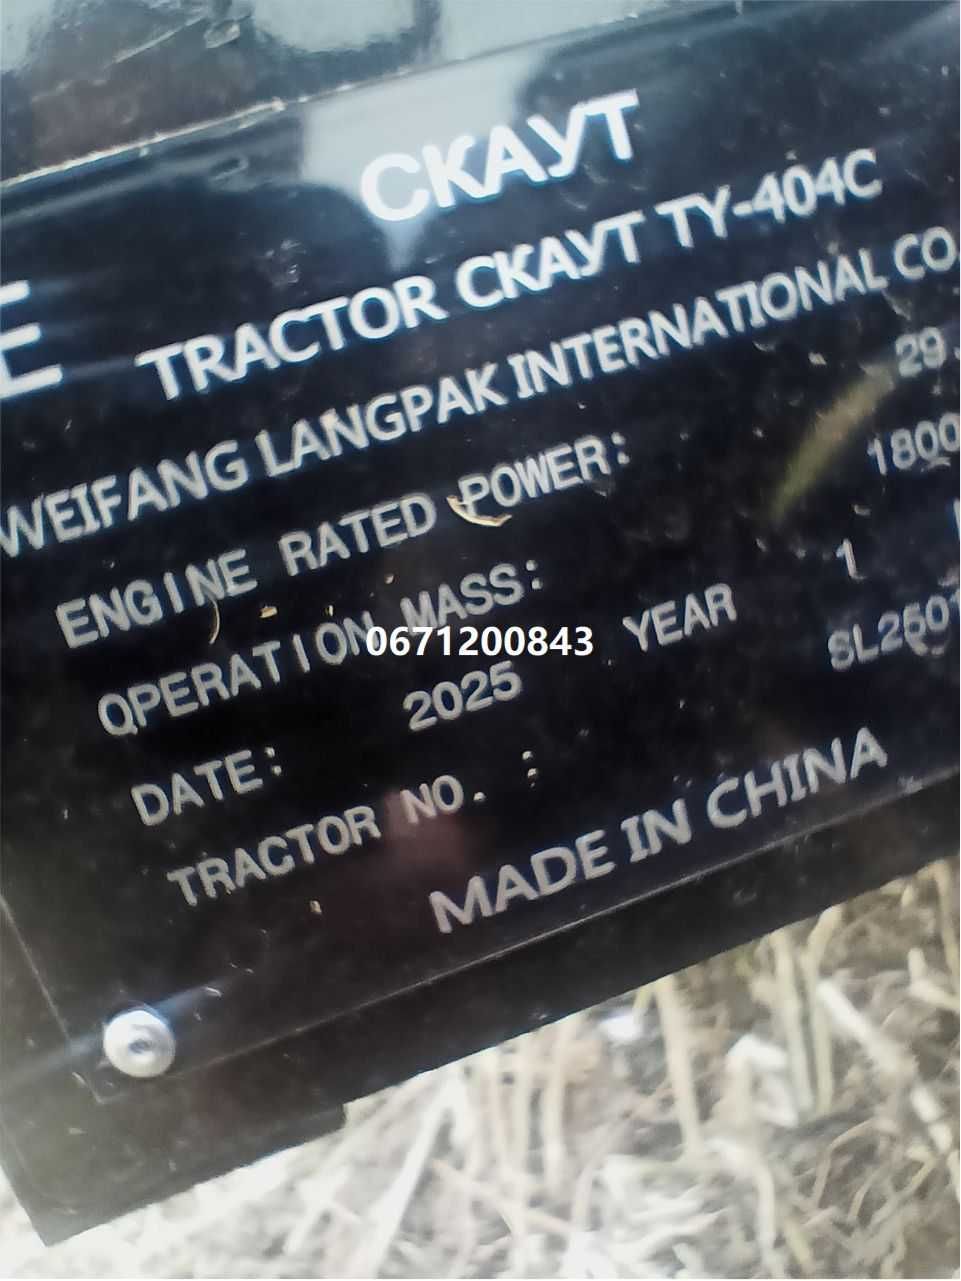 СКАУТ
TRACTOR СКАУТ TY-404C
WEIFANG LANGPAK INTERNATIONAL CO.
ENGINE RATED POWER: 29.
OPERATION MASS: 1800
DATE: 2025 YEAR 1
TRACTOR NO. : SL2501
MADE IN CHINA
0671200843